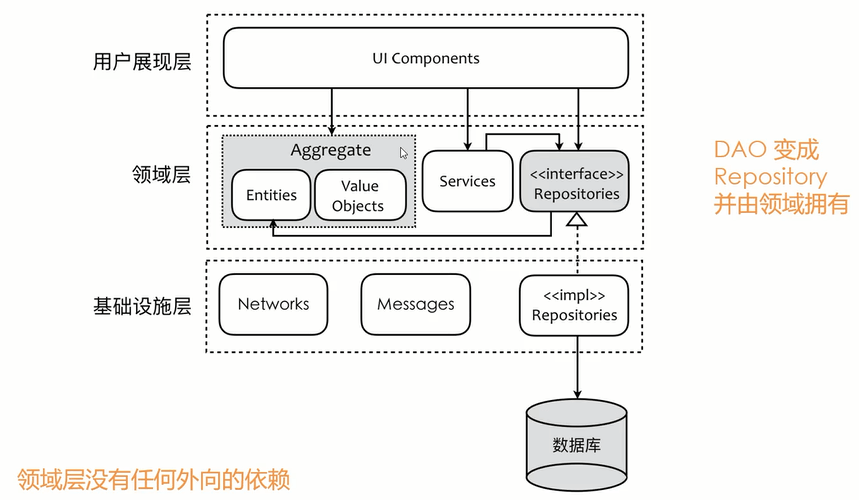 用户展现层
UI Components
领域层
Aggregate
Entities
Value
Objects
Services
<<interface>>
Repositories
DAO 变成
Repository
并由领域拥有
基础设施层
Networks
Messages
<<impl>>
Repositories
数据库
领域层没有任何外向的依赖